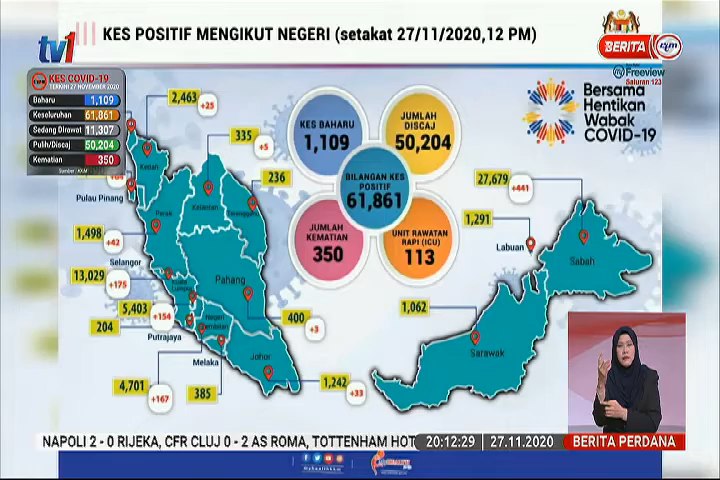 tv1
KES POSITIF MENGIKUT NEGERI (setakat 27/11/2020,12 PM)
BERITA
rtm
Freeview
Saluran 123
KES COVID-19
TERKINI 27 NOVEMBER 2020
Baharu 1,109
Keseluruhan 61,861
Sedang Dirawat 11,307
Pulih/Discaj 50,204
Kematian 350
Sumber : KKM
2,463
+25
Kedah
335
+5
Kelantan
236
Terengganu
Pulau Pinang
Perak
1,498
+42
Selangor
13,029
+175
Kuala Lumpur
5,403
+154
204
Putrajaya
Negeri Sembilan
4,701
+167
Melaka
385
Pahang
400
+3
Johor
1,242
+33
KES BAHARU
1,109
JUMLAH
DISCAJ
50,204
BILANGAN KES
POSITIF
61,861
JUMLAH
KEMATIAN
350
UNIT RAWATAN
RAPI (ICU)
113
Bersama
Hentikan
Wabak
COVID-19
27,679
+441
1,291
Labuan
Sabah
1,062
Sarawak
NAPOLI 2 - 0 RIJEKA, CFR CLUJ 0 - 2 AS ROMA, TOTTENHAM HOT
20:12:29
27.11.2020
BERITA PERDANA